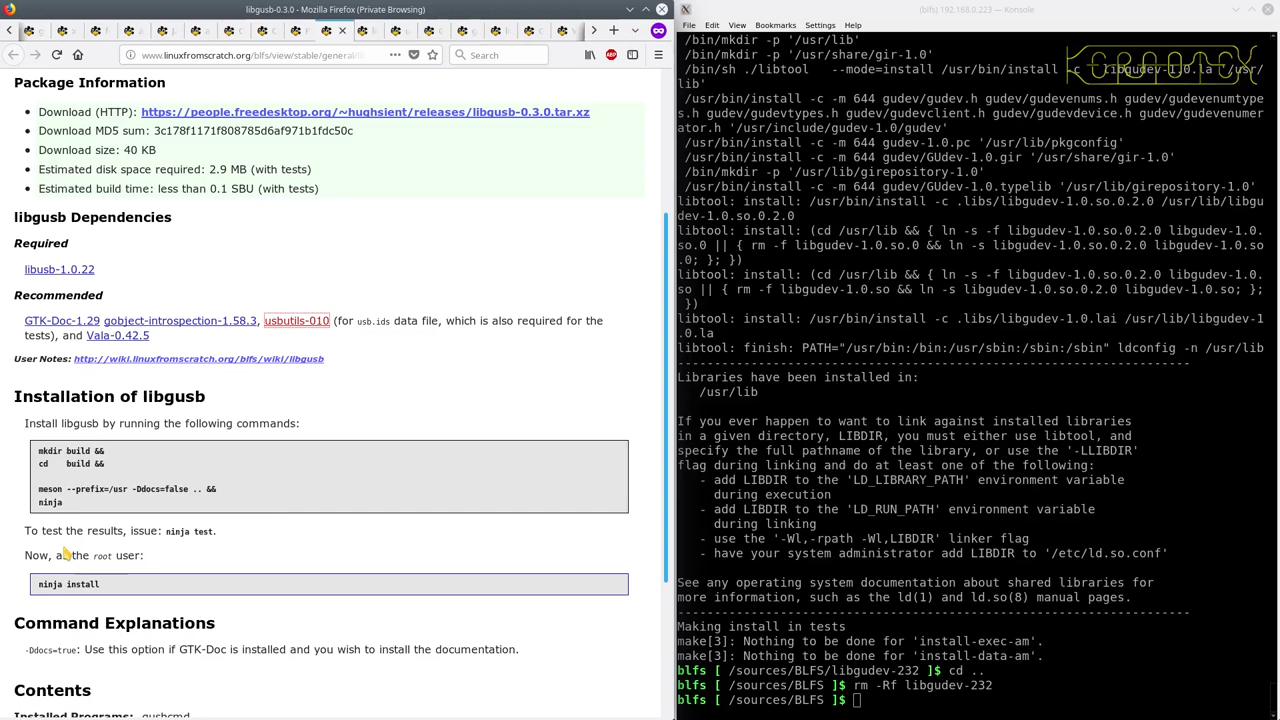 libgusb-0.3.0 - Mozilla Firefox (Private Browsing)
www.linuxfromscratch.org/blfs/view/stable/general/li
Search
Package Information
Download (HTTP): https://people.freedesktop.org/~hughsient/releases/libgusb-0.3.0.tar.xz
Download MD5 sum: 3c178f1171f808785d6af971b1fdc50c
Download size: 40 KB
Estimated disk space required: 2.9 MB (with tests)
Estimated build time: less than 0.1 SBU (with tests)
libgusb Dependencies
Required
libusb-1.0.22
Recommended
GTK-Doc-1.29 gobject-introspection-1.58.3, usbutils-010 (for usb.ids data file, which is also required for the
tests), and Vala-0.42.5
User Notes: http://wiki.linuxfromscratch.org/blfs/wiki/libgusb
Installation of libgusb
Install libgusb by running the following commands:
mkdir build &&
cd    build &&
meson --prefix=/usr -Ddocs=false .. &&
ninja
To test the results, issue: ninja test.
Now, as the root user:
ninja install
Command Explanations
-Ddocs=true: Use this option if GTK-Doc is installed and you wish to install the documentation.
Contents
Installed Programs: gusbcmd
(blfs) 192.168.0.223 — Konsole
File Edit View Bookmarks Settings Help
/bin/mkdir -p '/usr/lib'
/bin/mkdir -p '/usr/share/gir-1.0'
/bin/sh ./libtool   --mode=install /usr/bin/install -c   libgudev-1.0.la '/usr/
lib'
/usr/bin/install -c -m 644 gudev/gudev.h gudev/gudevenums.h gudev/gudevenumtype
s.h gudev/gudevtypes.h gudev/gudevclient.h gudev/gudevdevice.h gudev/gudevenumer
ator.h '/usr/include/gudev-1.0/gudev'
/usr/bin/install -c -m 644 gudev-1.0.pc '/usr/lib/pkgconfig'
/usr/bin/install -c -m 644 gudev/GUdev-1.0.gir '/usr/share/gir-1.0'
/bin/mkdir -p '/usr/lib/girepository-1.0'
/usr/bin/install -c -m 644 gudev/GUdev-1.0.typelib '/usr/lib/girepository-1.0'
libtool: install: /usr/bin/install -c .libs/libgudev-1.0.so.0.2.0 /usr/lib/libgu
dev-1.0.so.0.2.0
libtool: install: (cd /usr/lib && { ln -s -f libgudev-1.0.so.0.2.0 libgudev-1.0.
so.0 || { rm -f libgudev-1.0.so.0 && ln -s libgudev-1.0.so.0.2.0 libgudev-1.0.so
.0; }; })
libtool: install: (cd /usr/lib && { ln -s -f libgudev-1.0.so.0.2.0 libgudev-1.0.
so || { rm -f libgudev-1.0.so && ln -s libgudev-1.0.so.0.2.0 libgudev-1.0.so; };
})
libtool: install: /usr/bin/install -c .libs/libgudev-1.0.lai /usr/lib/libgudev-1
.0.la
libtool: finish: PATH="/usr/bin:/bin:/usr/sbin:/sbin:/sbin" ldconfig -n /usr/lib
----------------------------------------------------------------------
Libraries have been installed in:
/usr/lib
If you ever happen to want to link against installed libraries
in a given directory, LIBDIR, you must either use libtool, and
specify the full pathname of the library, or use the '-LLIBDIR'
flag during linking and do at least one of the following:
- add LIBDIR to the 'LD_LIBRARY_PATH' environment variable
during execution
- add LIBDIR to the 'LD_RUN_PATH' environment variable
during linking
- use the '-Wl,-rpath -Wl,LIBDIR' linker flag
- have your system administrator add LIBDIR to '/etc/ld.so.conf'
See any operating system documentation about shared libraries for
more information, such as the ld(1) and ld.so(8) manual pages.
----------------------------------------------------------------------
Making install in tests
make[3]: Nothing to be done for 'install-exec-am'.
make[3]: Nothing to be done for 'install-data-am'.
blfs [ /sources/BLFS/libgudev-232 ]$ cd ..
blfs [ /sources/BLFS ]$ rm -Rf libgudev-232
blfs [ /sources/BLFS ]$